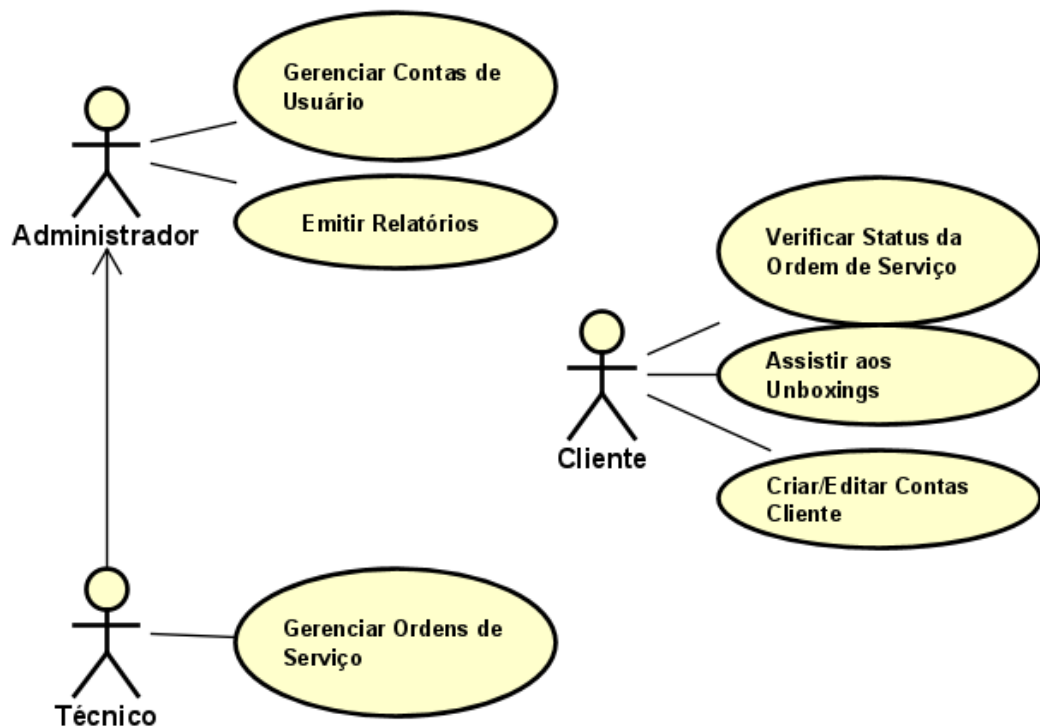 Gerenciar Contas de
Usuário
Administrador
Emitir Relatórios
Verificar Status da
Ordem de Serviço
Assistir aos
Unboxings
Cliente
Criar/Editar Contas
Cliente
Gerenciar Ordens de
Serviço
Técnico